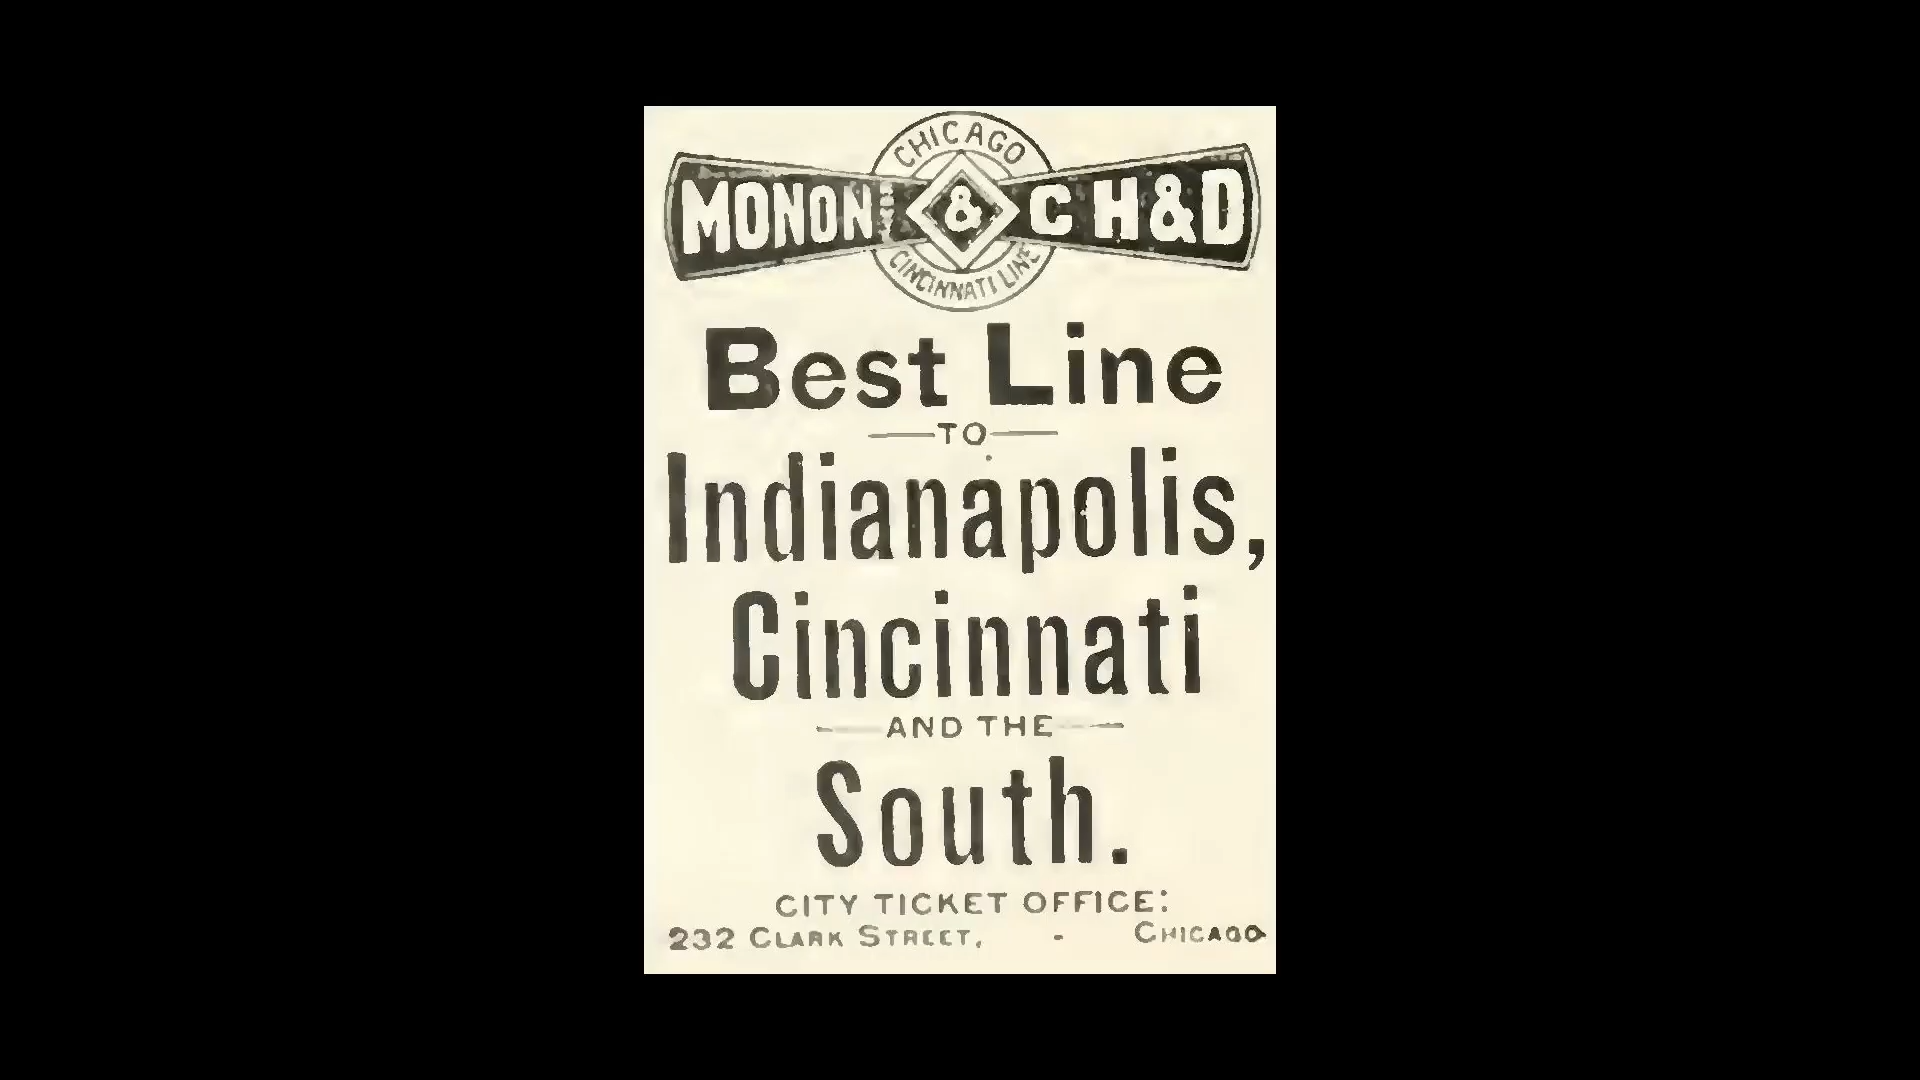 CHICAGO
MONON & CH&D
CINCINNATI LINE
Best Line
TO
Indianapolis,
Cincinnati
AND THE
South.
CITY TICKET OFFICE:
232 CLARK STREET, - CHICAGO